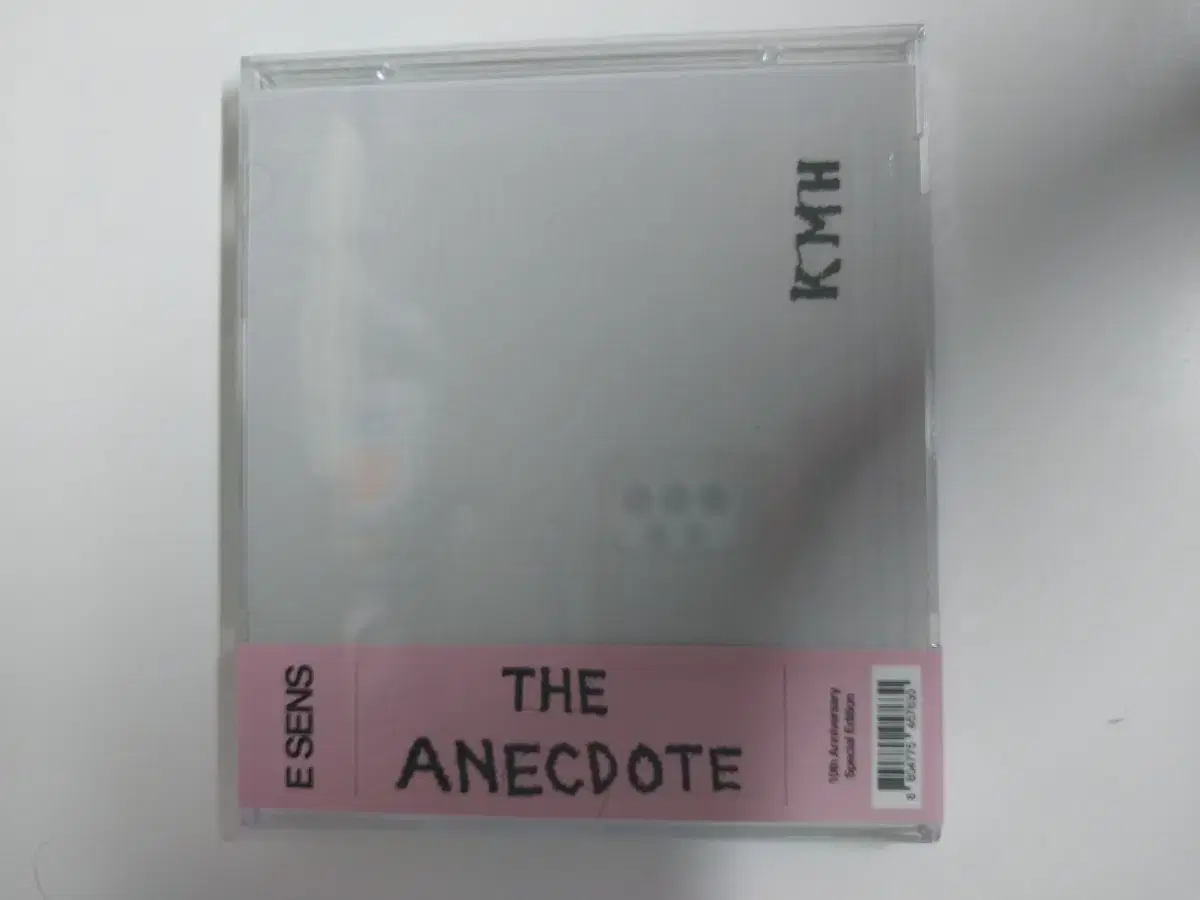 KMH
E SENS
THE
ANECDOTE
10th Anniversary
Special Edition